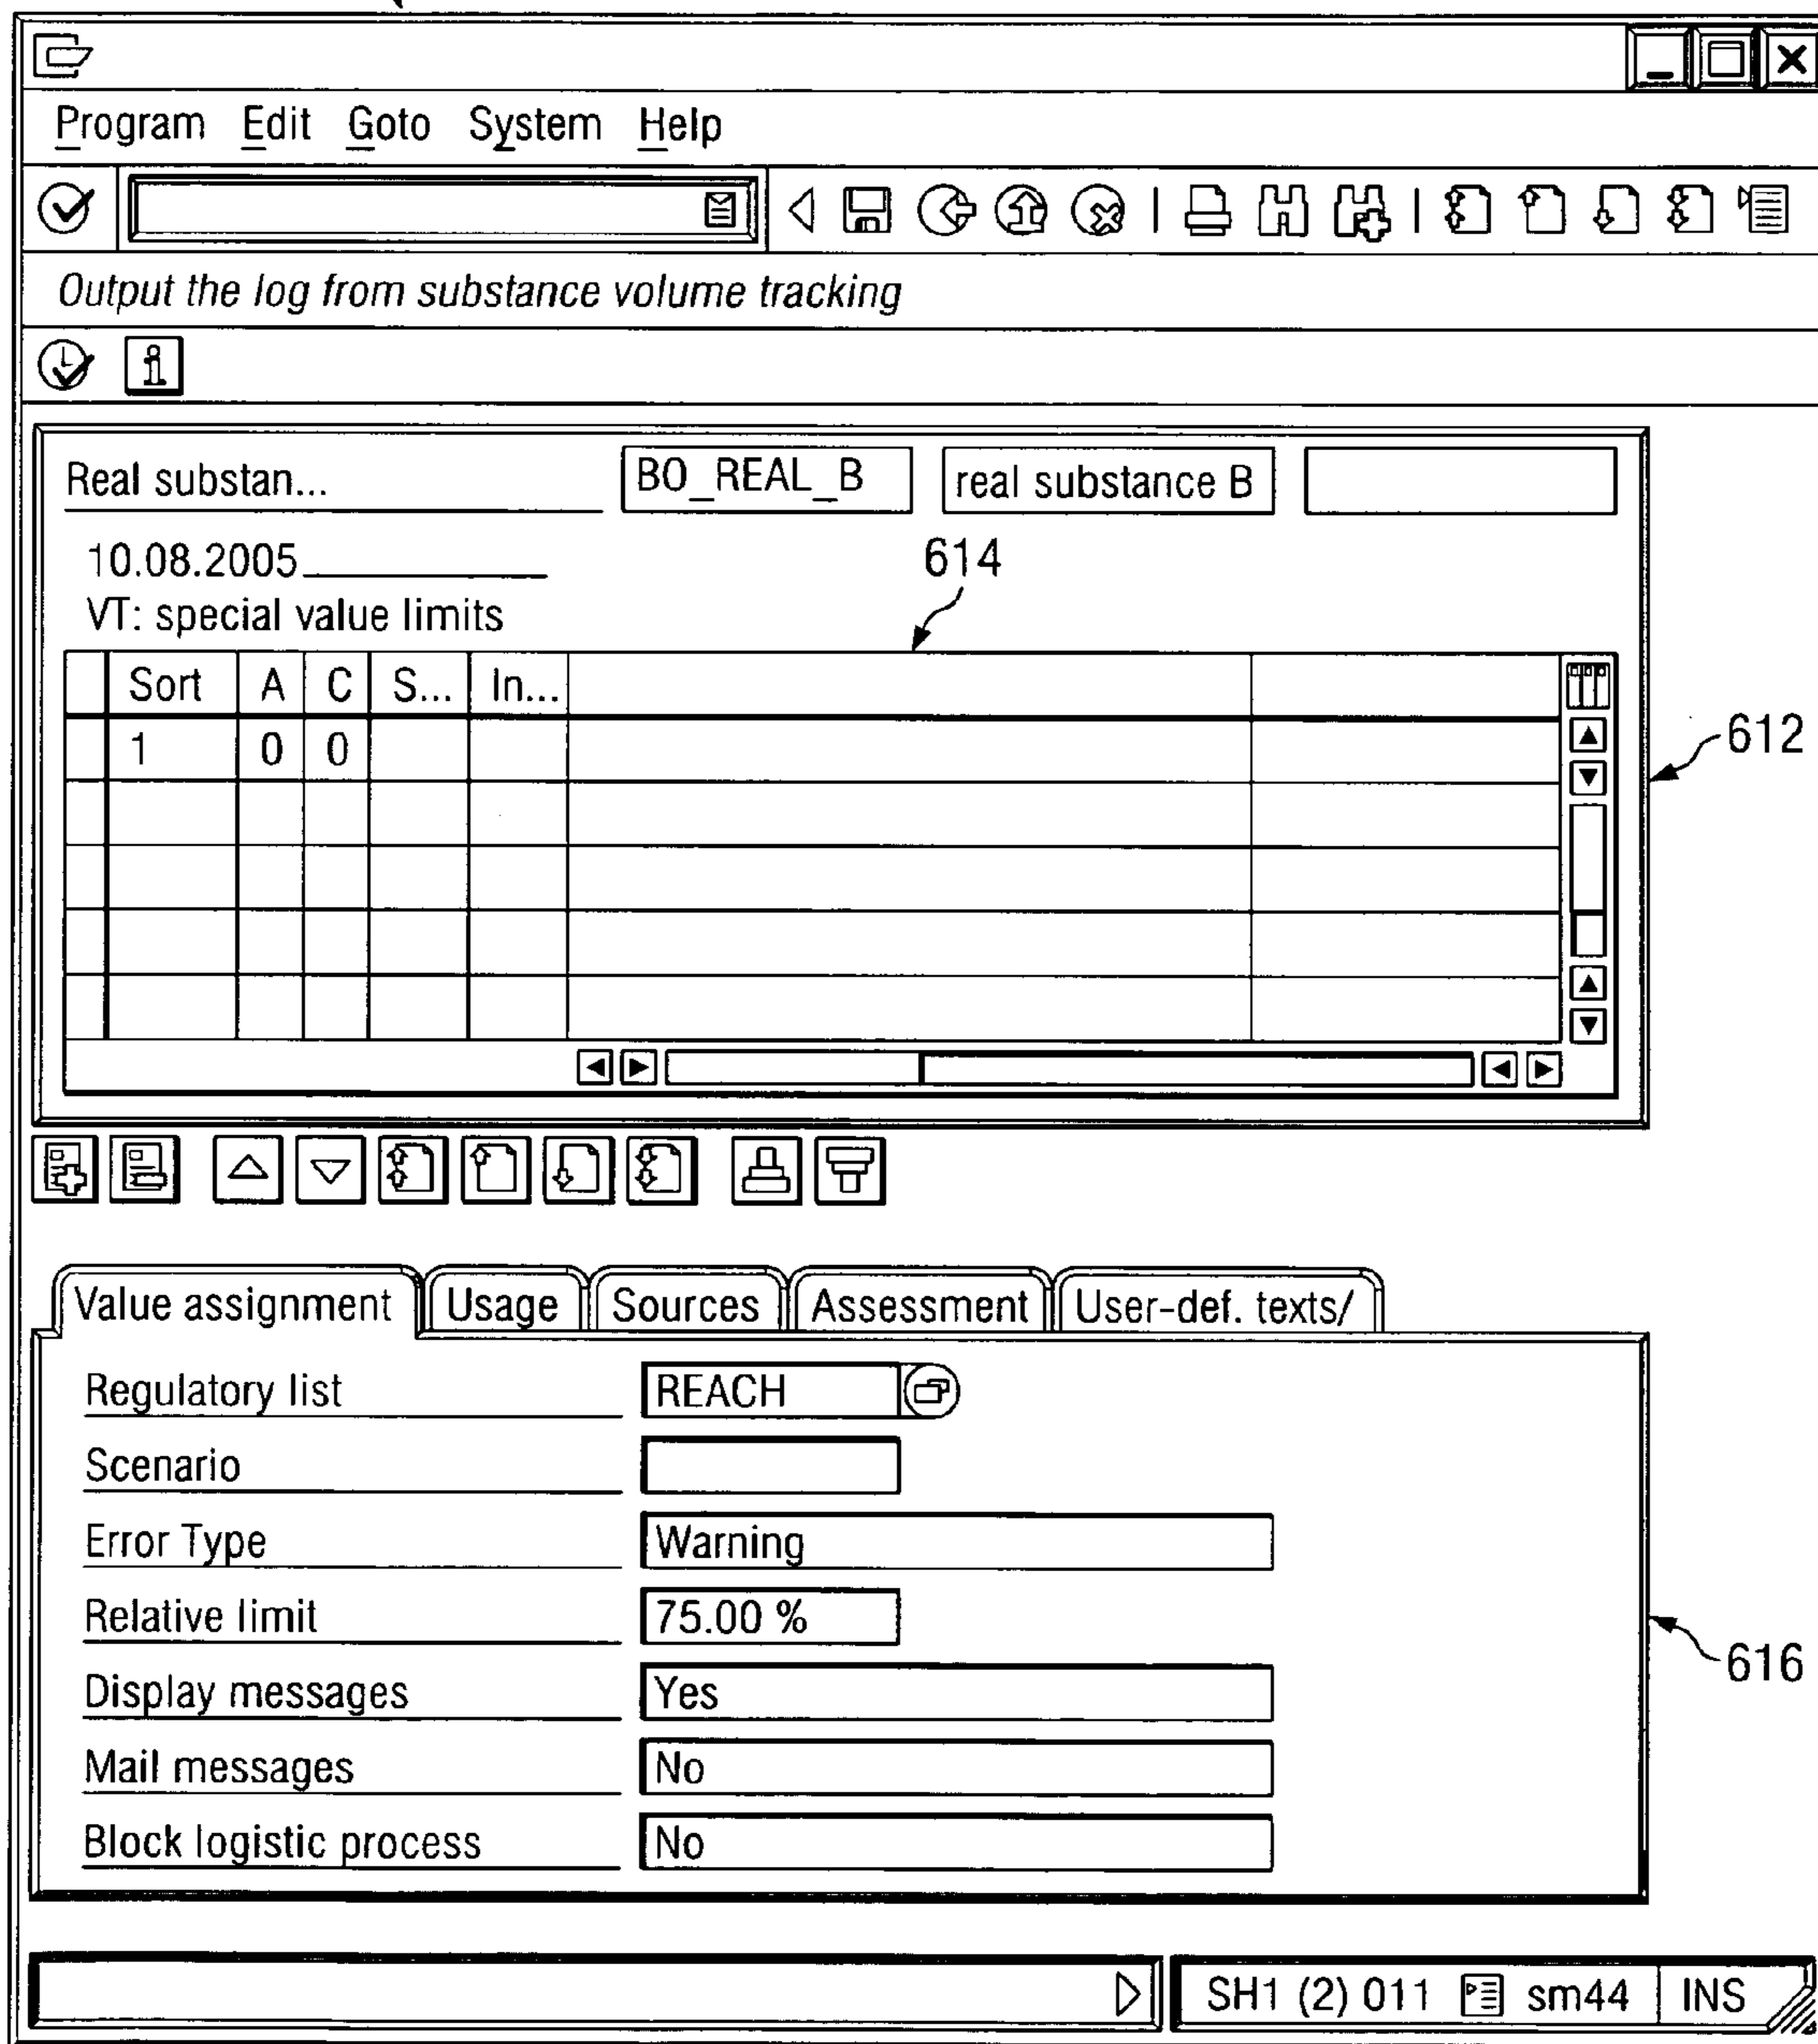 Program Edit Goto System Help
Output the log from substance volume tracking
i
Real substan... BO_REAL_B real substance B
10.08.2005 614
VT: special value limits
Sort A C S... In...
1 0 0
612
Value assignment Usage Sources Assessment User-def. texts/
Regulatory list REACH
Scenario
Error Type Warning
Relative limit 75.00 %
616
Display messages Yes
Mail messages No
Block logistic process No
SH1 (2) 011 sm44 INS